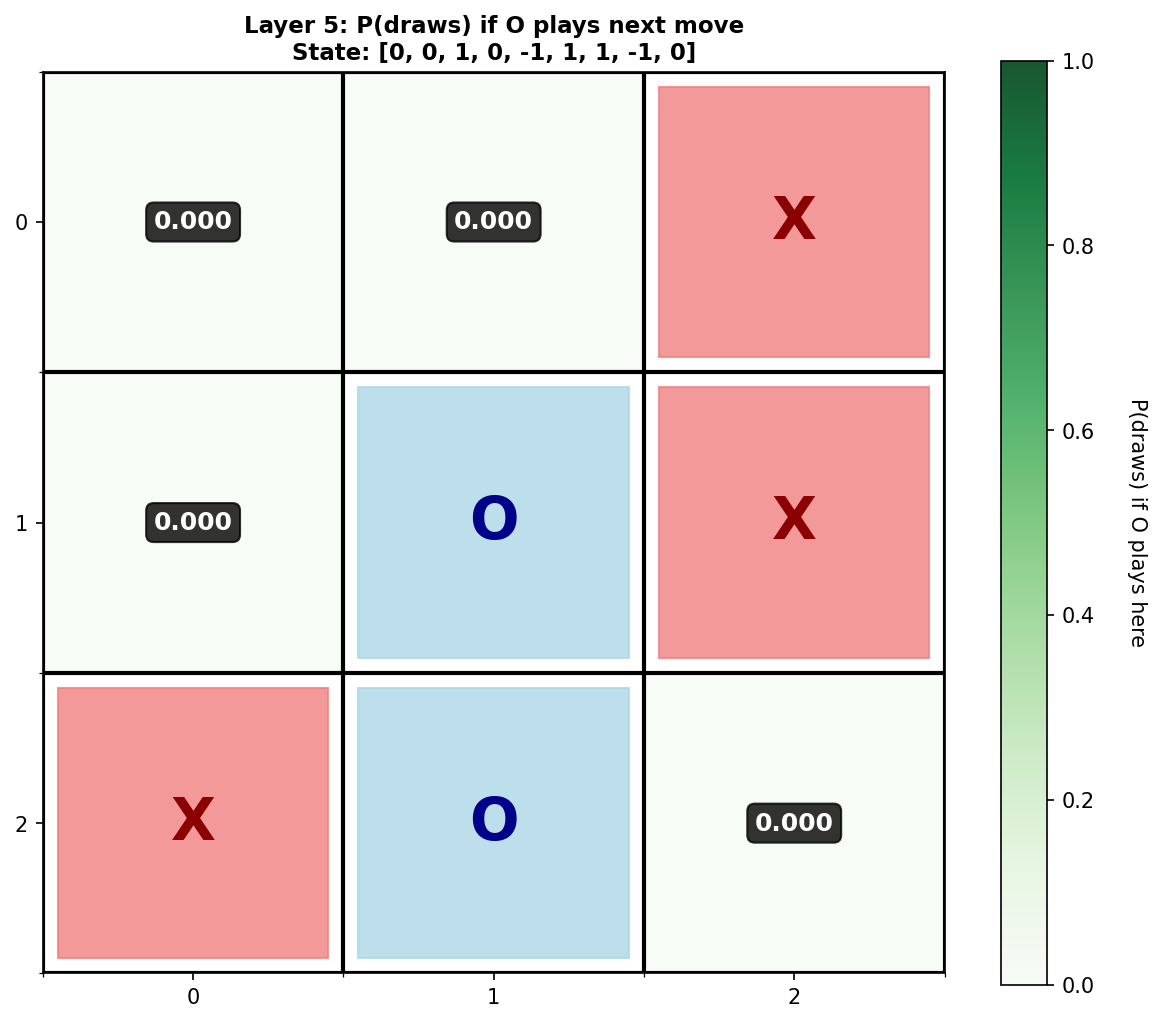 Layer 5: P(draws) if O plays next move
State: [0, 0, 1, 0, -1, 1, 1, -1, 0]
0
0.000
0.000
X
1
0.000
O
X
2
X
O
0.000
0
1
2
1.0
0.8
0.6
0.4
0.2
0.0
P(draws) if O plays here